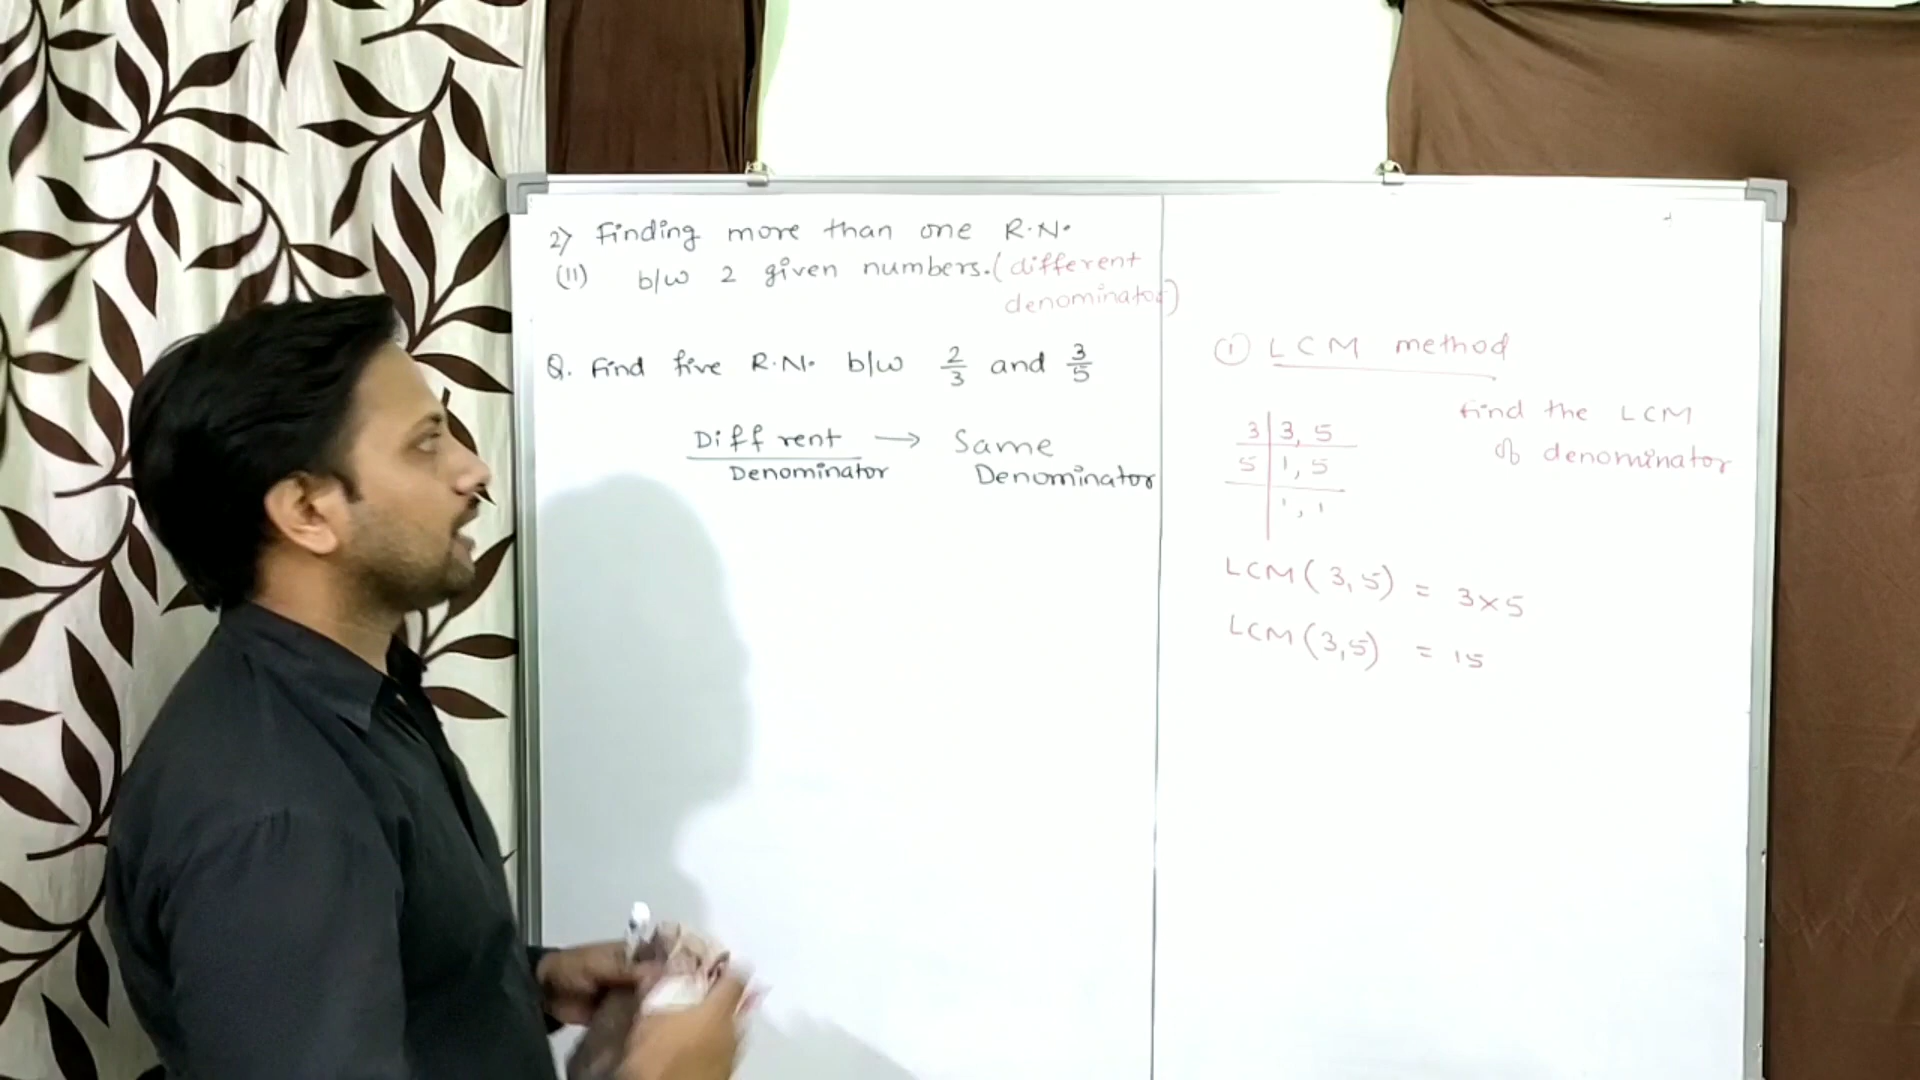 2) Finding more than one R.N.
(II) b/w 2 given numbers. (different
denominator)
Q. Find five R.N. b/w 2/3 and 3/5
Diff rent → Same
Denominator Denominator
① LCM method
find the LCM
of denominator
3 | 3, 5
5 | 1, 5
1, 1
LCM(3,5) = 3×5
LCM(3,5) = 15